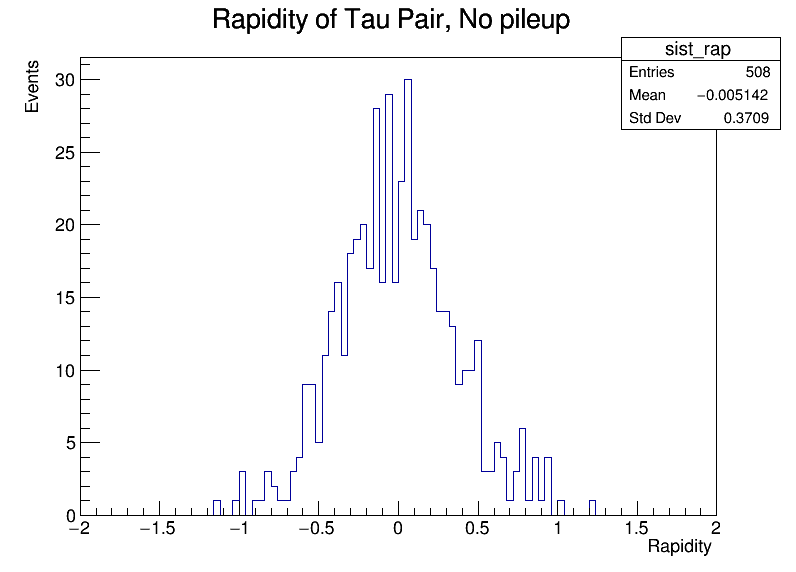 Rapidity of Tau Pair, No pileup
sist_rap
Entries 508
Mean −0.005142
Std Dev 0.3709
Events
30
25
20
15
10
5
0
−2 −1.5 −1 −0.5 0 0.5 1 1.5 2
Rapidity